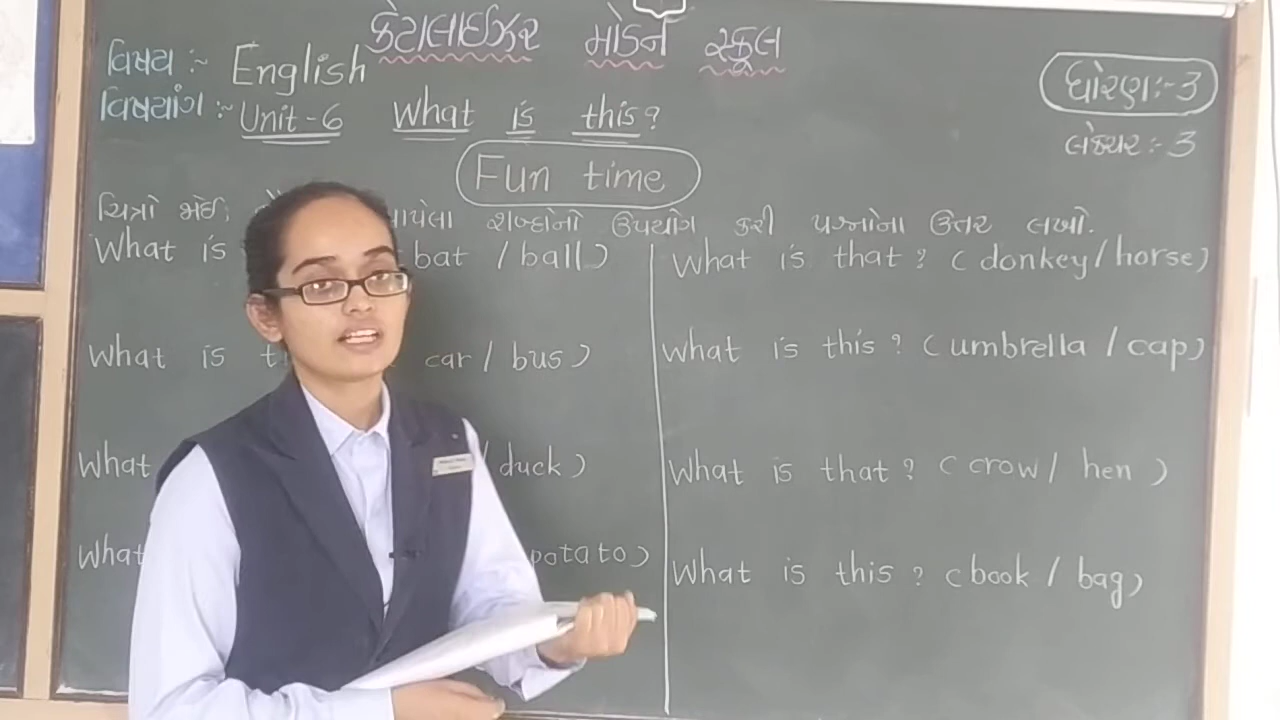 કેટાલાઈઝર મોડર્ન સ્કૂલ
વિષય :- English
વિષયાંગ :- Unit-6 What is this?
ધોરણ :- 3
લેક્ચર :- 3
Fun time
ચિત્રો જોઈ, શબ્દોનો ઉપયોગ કરી પ્રશ્નોના ઉત્તર લખો.
What is bat / ball)
What is car / bus)
What / duck)
What potato)
What is that ? (donkey/horse)
What is this ? (umbrella / cap)
What is that ? (crow / hen )
What is this ? (book / bag)